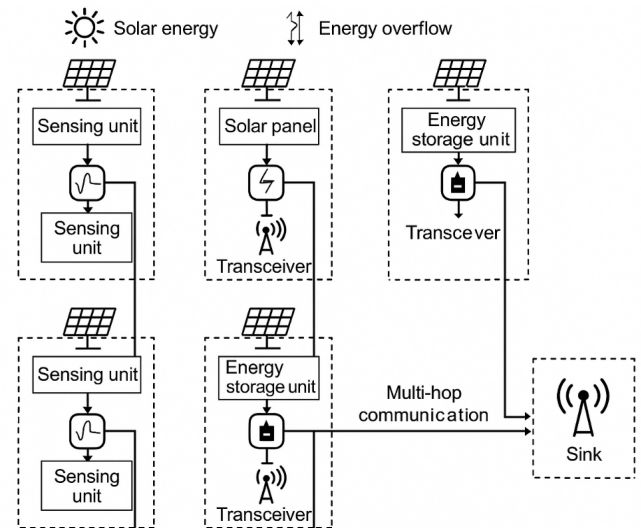 Solar energy
Energy overflow
Sensing unit
Sensing
unit
Solar panel
Transceiver
Energy
storage unit
Transcever
Sensing unit
Sensing
unit
Energy
storage unit
Transceiver
Multi-hop
communication
Sink